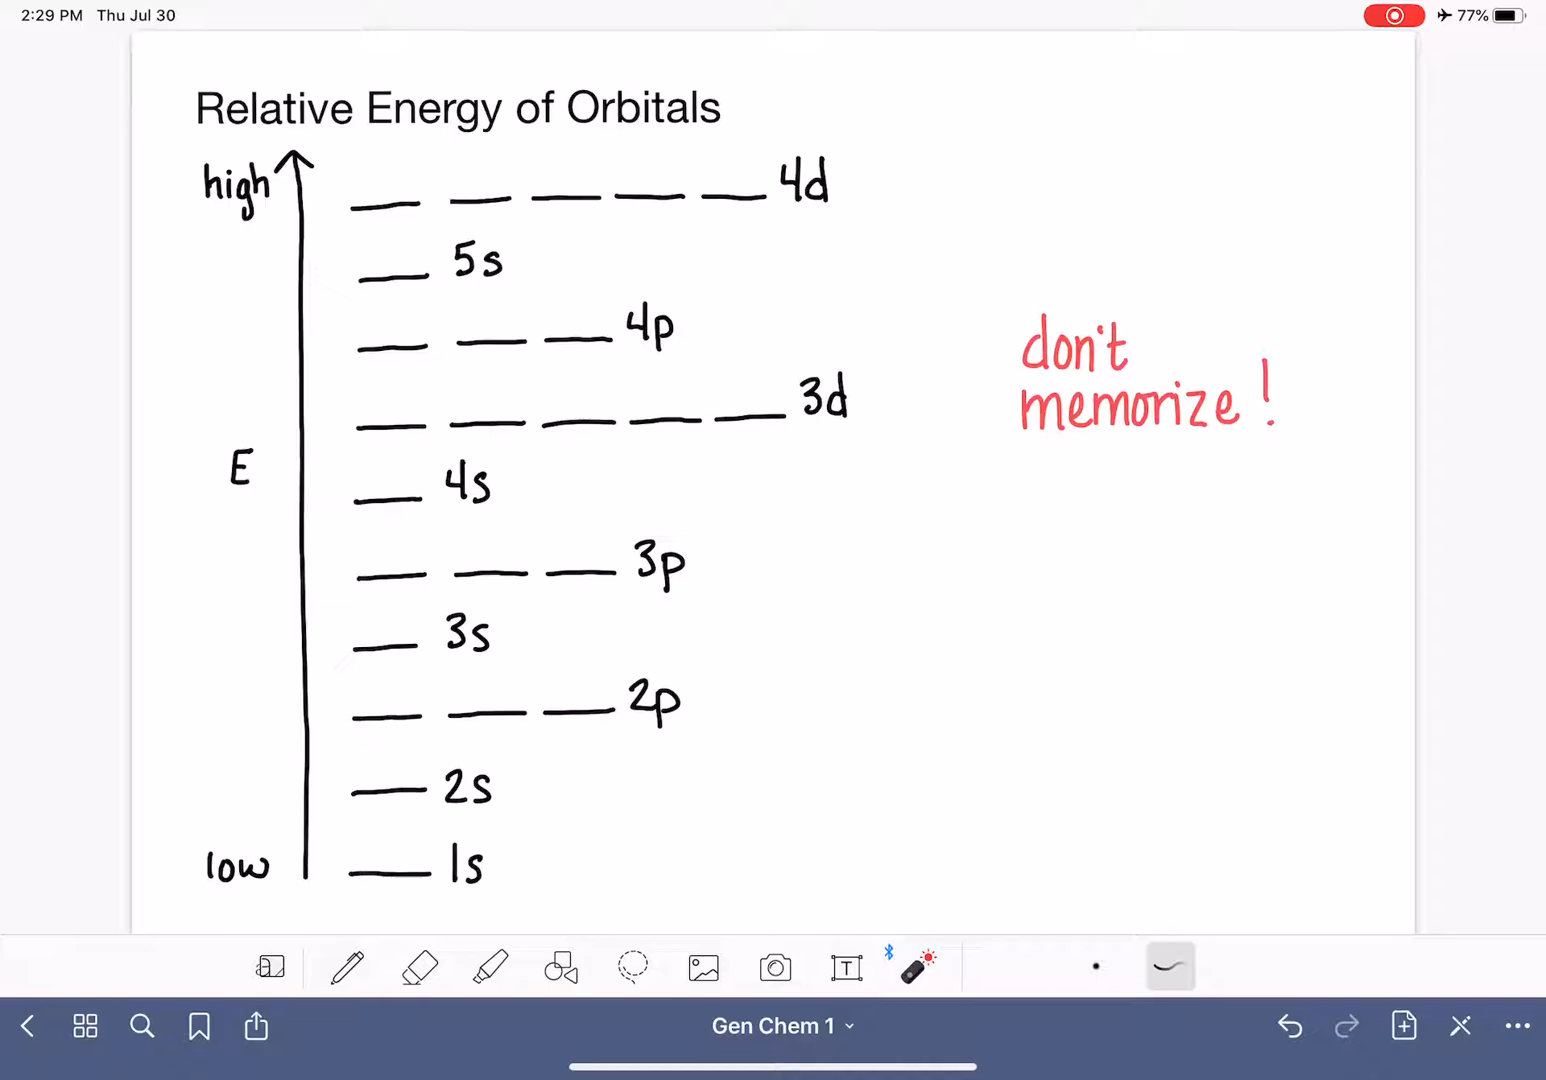 2:29 PM Thu Jul 30
77%
Relative Energy of Orbitals
high
4d
5s
4p
don't
memorize!
3d
E
4s
3p
3s
2p
2s
low
1s
T
Gen Chem 1